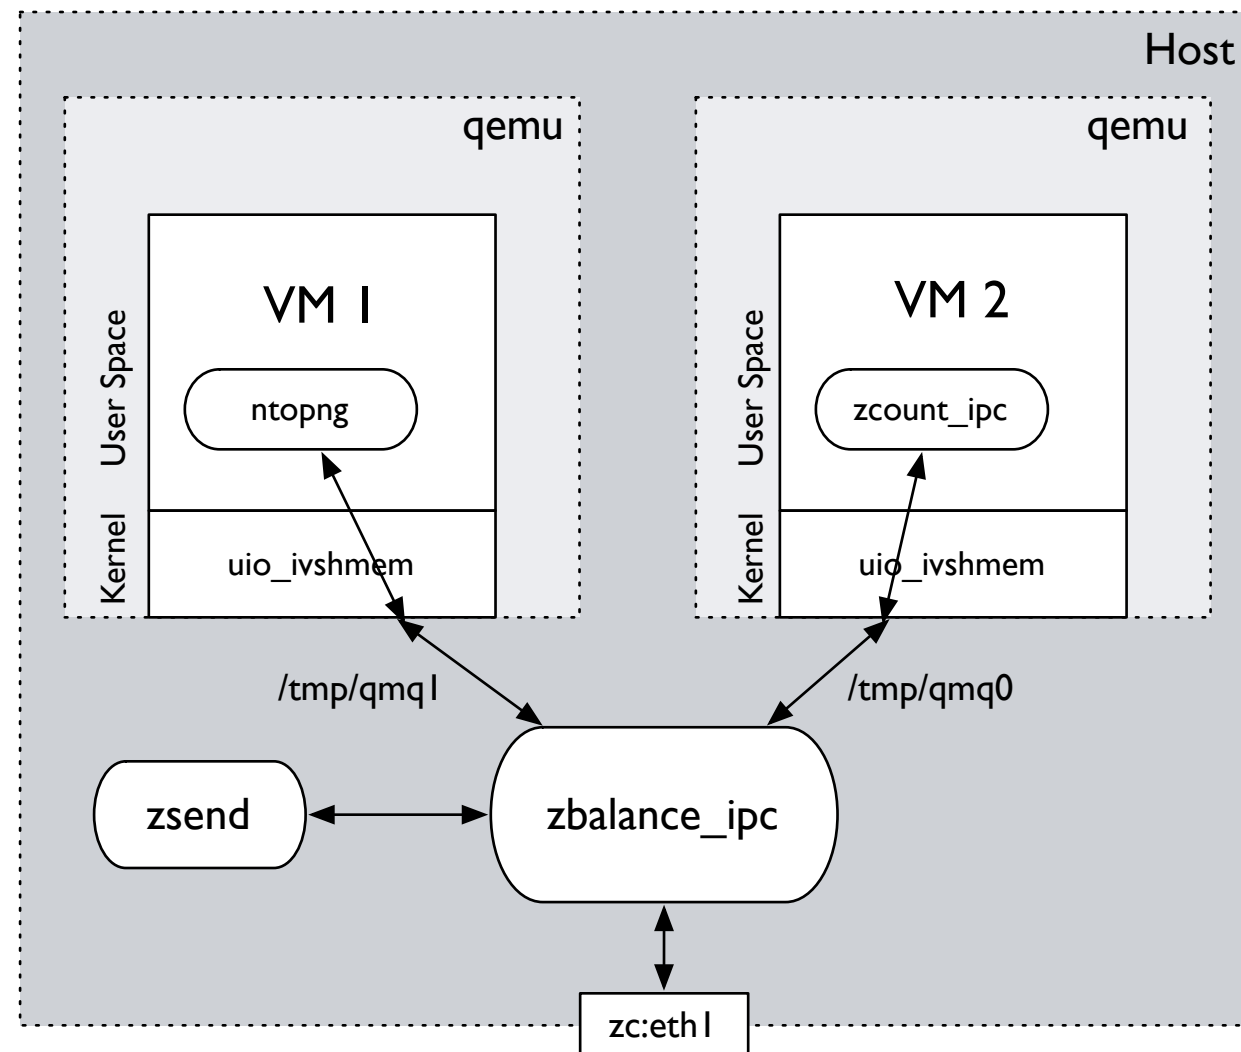 Host
qemu
qemu
VM 1
VM 2
User Space
User Space
ntopng
zcount_ipc
Kernel
uio_ivshmem
Kernel
uio_ivshmem
/tmp/qmq1
/tmp/qmq0
zsend
zbalance_ipc
zc:eth1